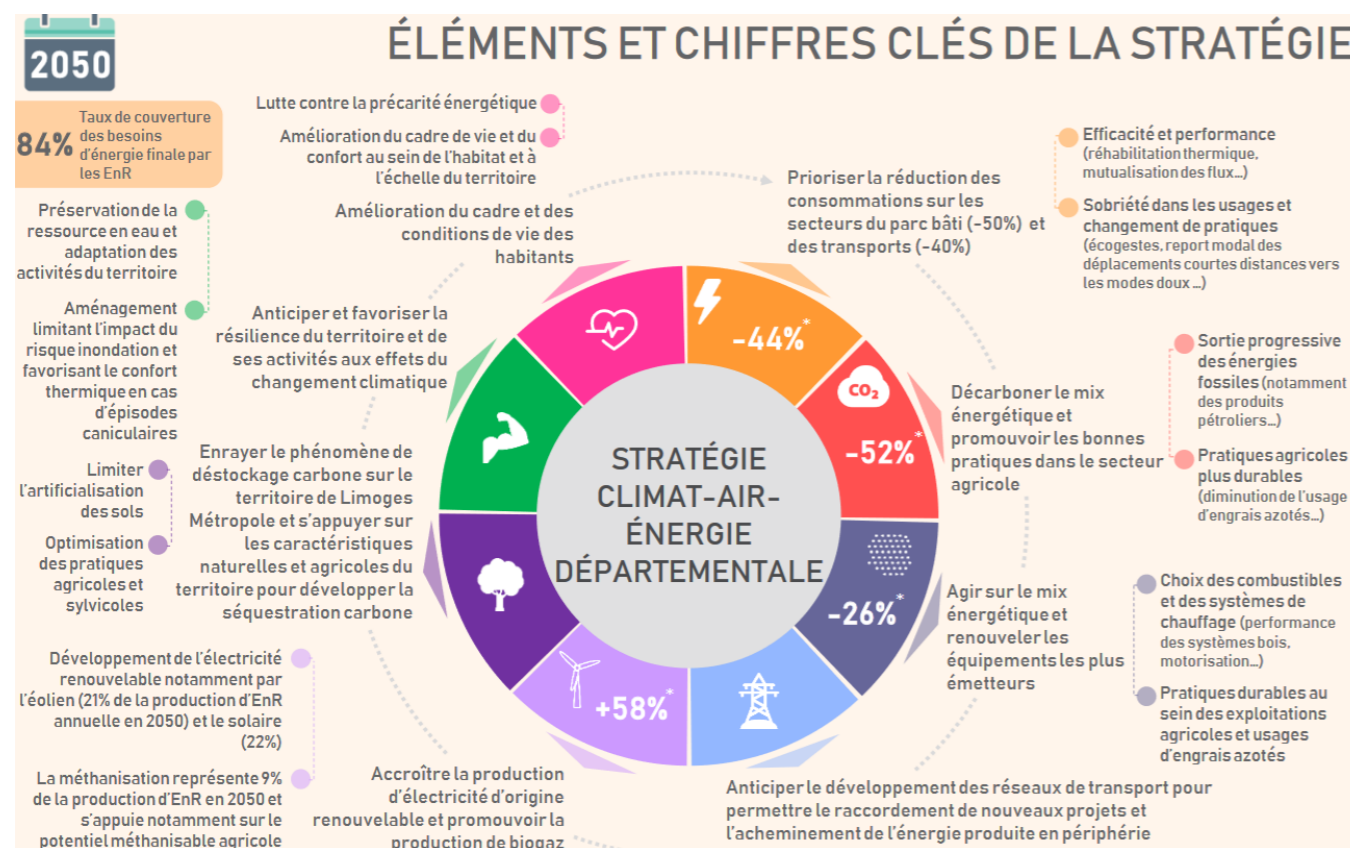 2050
ÉLÉMENTS ET CHIFFRES CLÉS DE LA STRATÉGIE
84%
Taux de couverture
des besoins
d'énergie finale par
les EnR
Lutte contre la précarité énergétique
Amélioration du cadre de vie et du
confort au sein de l'habitat et à
l'échelle du territoire
Amélioration du cadre et des
conditions de vie des
habitants
Prioriser la réduction des
consommations sur les
secteurs du parc bâti (-50%) et
des transports (-40%)
Efficacité et performance
(réhabilitation thermique,
mutualisation des flux...)
Sobriété dans les usages et
changement de pratiques
(écogestes, report modal des
déplacements courtes distances vers
les modes doux ...)
Préservation de la
ressource en eau et
adaptation des
activités du territoire
Aménagement
limitant l'impact du
risque inondation et
favorisant le confort
thermique en cas
d'épisodes
caniculaires
Anticiper et favoriser la
résilience du territoire et de
ses activités aux effets du
changement climatique
-44%*
CO₂
-52%*
Décarboner le mix
énergétique et
promouvoir les bonnes
pratiques dans le secteur
agricole
Sortie progressive
des énergies
fossiles (notamment
des produits
pétroliers...)
Pratiques agricoles
plus durables
(diminution de l'usage
d'engrais azotés...)
Limiter
l'artificialisation
des sols
Optimisation
des pratiques
agricoles et
sylvicoles
Enrayer le phénomène de
déstockage carbone sur le
territoire de Limoges
Métropole et s'appuyer sur
les caractéristiques
naturelles et agricoles du
territoire pour développer la
séquestration carbone
STRATÉGIE
CLIMAT-AIR-
ÉNERGIE
DÉPARTEMENTALE
-26%*
Agir sur le mix
énergétique et
renouveler les
équipements les plus
émetteurs
Choix des combustibles
et des systèmes de
chauffage (performance
des systèmes bois,
motorisation...)
Pratiques durables au
sein des exploitations
agricoles et usages
d'engrais azotés
Développement de l'électricité
renouvelable notamment par
l'éolien (21% de la production d'EnR
annuelle en 2050) et le solaire
(22%)
La méthanisation représente 9%
de la production d'EnR en 2050 et
s'appuie notamment sur le
potentiel méthanisable agricole
+58%*
Accroître la production
d'électricité d'origine
renouvelable et promouvoir la
production de biogaz
Anticiper le développement des réseaux de transport pour
permettre le raccordement de nouveaux projets et
l'acheminement de l'énergie produite en périphérie